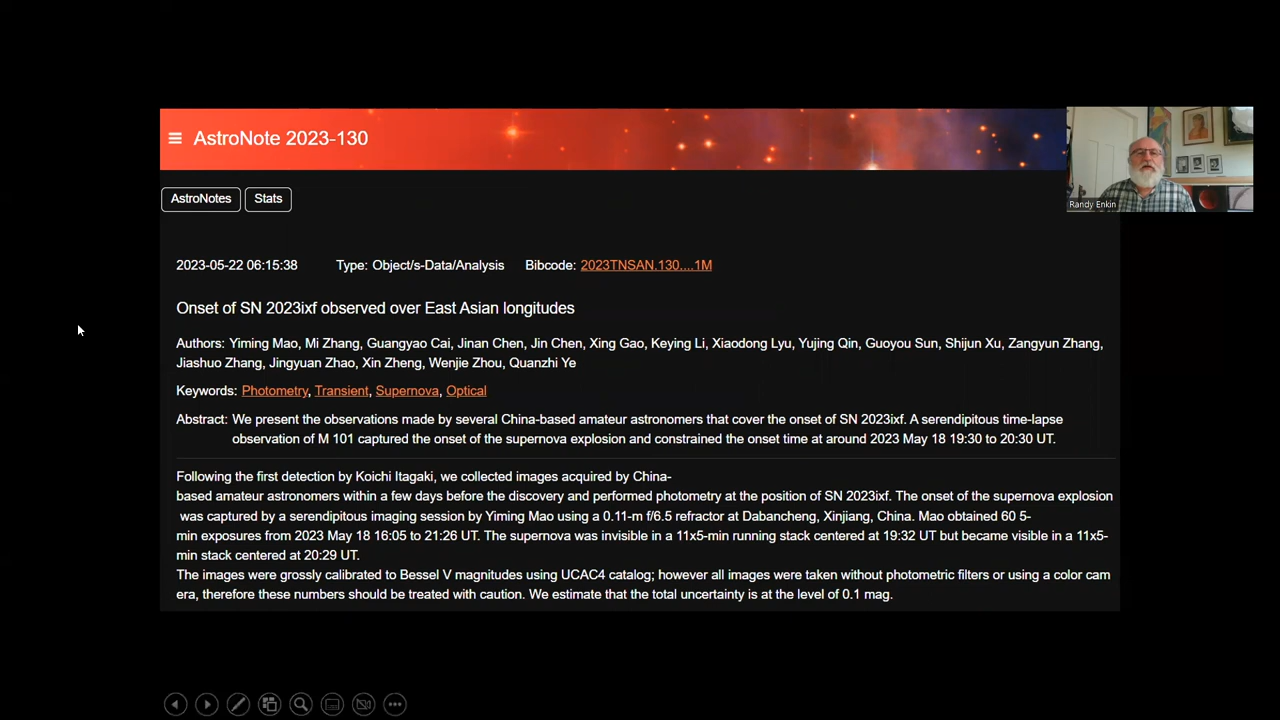 AstroNote 2023-130
Randy Enkin
AstroNotes Stats
2023-05-22 06:15:38 Type: Object/s-Data/Analysis Bibcode: 2023TNSAN.130....1M
Onset of SN 2023ixf observed over East Asian longitudes
Authors: Yiming Mao, Mi Zhang, Guangyao Cai, Jinan Chen, Jin Chen, Xing Gao, Keying Li, Xiaodong Lyu, Yujing Qin, Guoyou Sun, Shijun Xu, Zangyun Zhang,
Jiashuo Zhang, Jingyuan Zhao, Xin Zheng, Wenjie Zhou, Quanzhi Ye
Keywords: Photometry, Transient, Supernova, Optical
Abstract: We present the observations made by several China-based amateur astronomers that cover the onset of SN 2023ixf. A serendipitous time-lapse
observation of M 101 captured the onset of the supernova explosion and constrained the onset time at around 2023 May 18 19:30 to 20:30 UT.
Following the first detection by Koichi Itagaki, we collected images acquired by China-
based amateur astronomers within a few days before the discovery and performed photometry at the position of SN 2023ixf. The onset of the supernova explosion
was captured by a serendipitous imaging session by Yiming Mao using a 0.11-m f/6.5 refractor at Dabancheng, Xinjiang, China. Mao obtained 60 5-
min exposures from 2023 May 18 16:05 to 21:26 UT. The supernova was invisible in a 11x5-min running stack centered at 19:32 UT but became visible in a 11x5-
min stack centered at 20:29 UT.
The images were grossly calibrated to Bessel V magnitudes using UCAC4 catalog; however all images were taken without photometric filters or using a color cam
era, therefore these numbers should be treated with caution. We estimate that the total uncertainty is at the level of 0.1 mag.